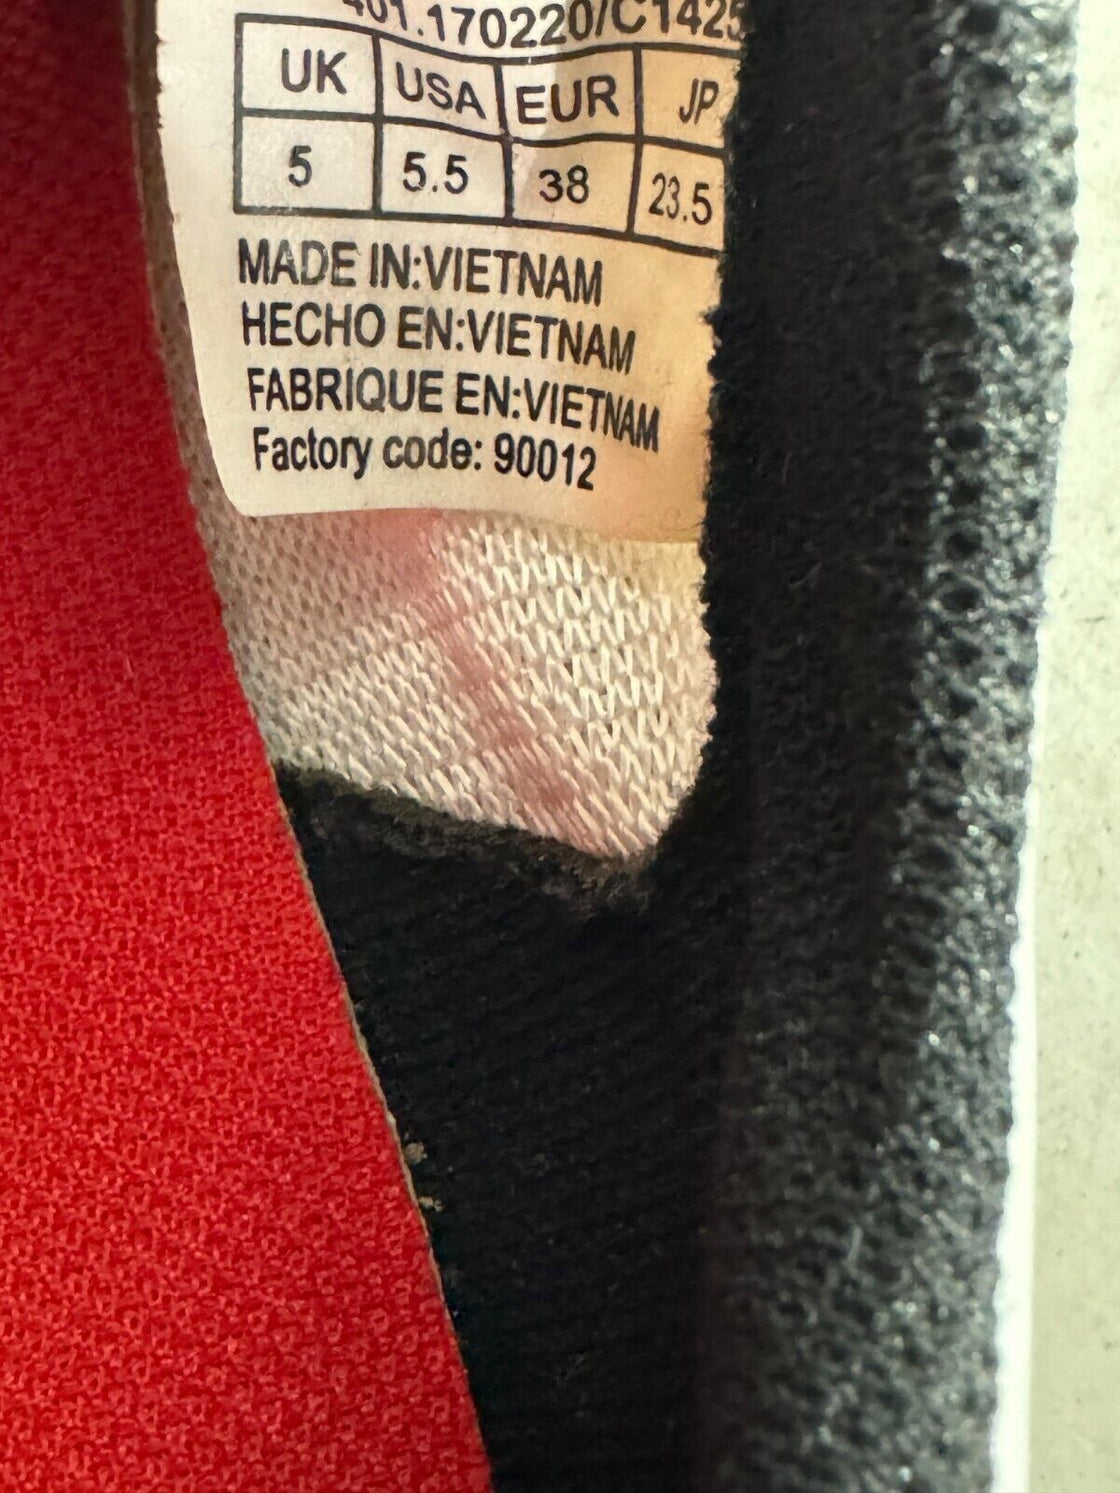 401.170220/C1425
UK USA EUR JP
5 5.5 38 23.5
MADE IN:VIETNAM
HECHO EN:VIETNAM
FABRIQUE EN:VIETNAM
Factory code: 90012